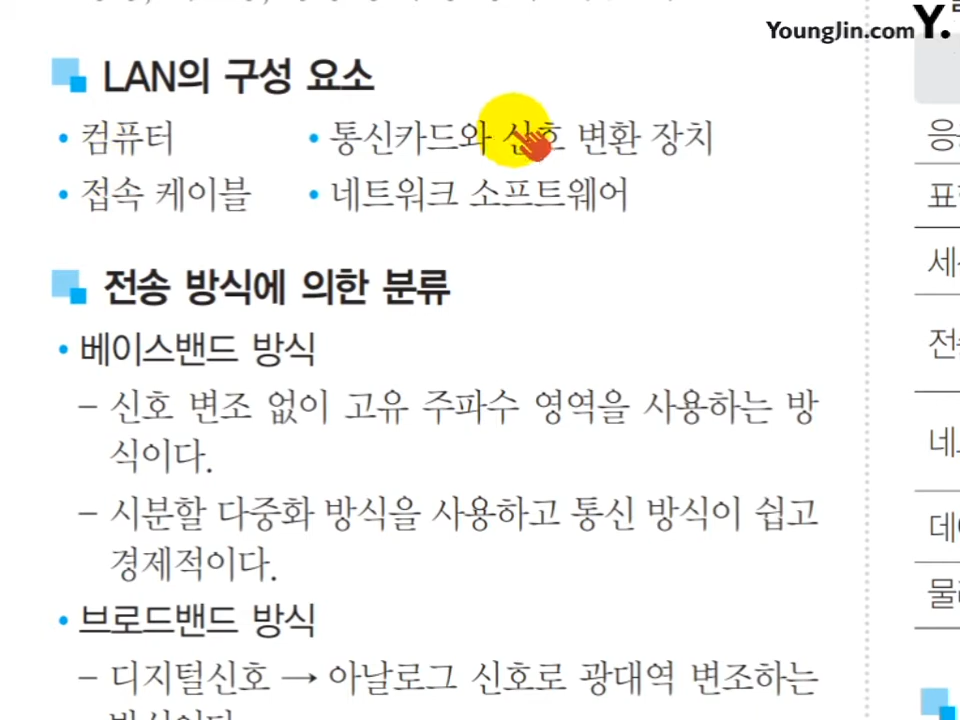 YoungJin.com Y.
LAN의 구성 요소
• 컴퓨터 • 통신카드와 신호 변환 장치
• 접속 케이블 • 네트워크 소프트웨어
전송 방식에 의한 분류
• 베이스밴드 방식
– 신호 변조 없이 고유 주파수 영역을 사용하는 방
식이다.
– 시분할 다중화 방식을 사용하고 통신 방식이 쉽고
경제적이다.
• 브로드밴드 방식
– 디지털신호 → 아날로그 신호로 광대역 변조하는